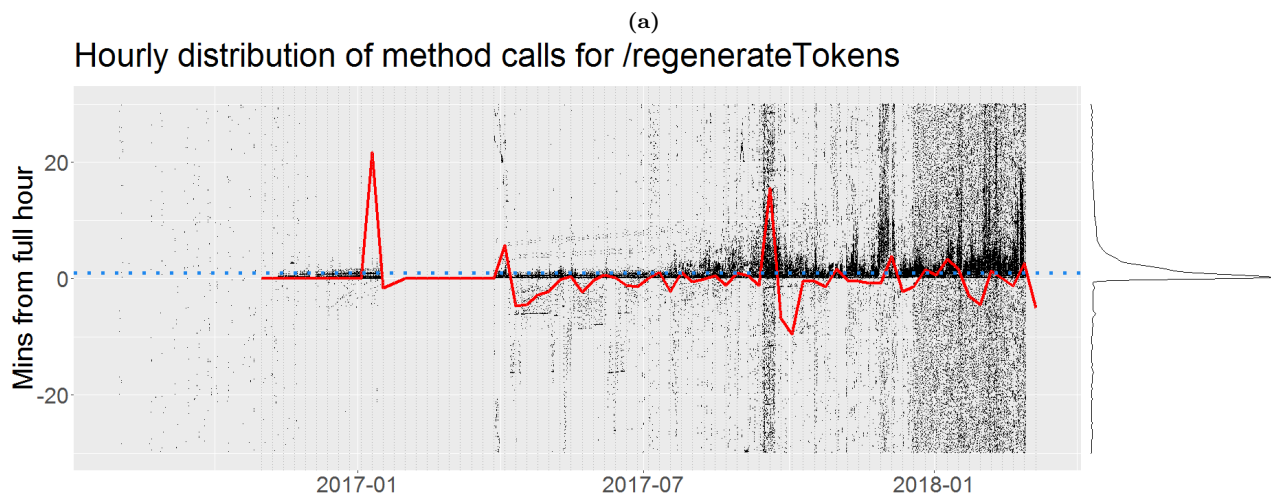 (a)
Hourly distribution of method calls for /regenerateTokens
Mins from full hour
20
0
-20
2017-01
2017-07
2018-01